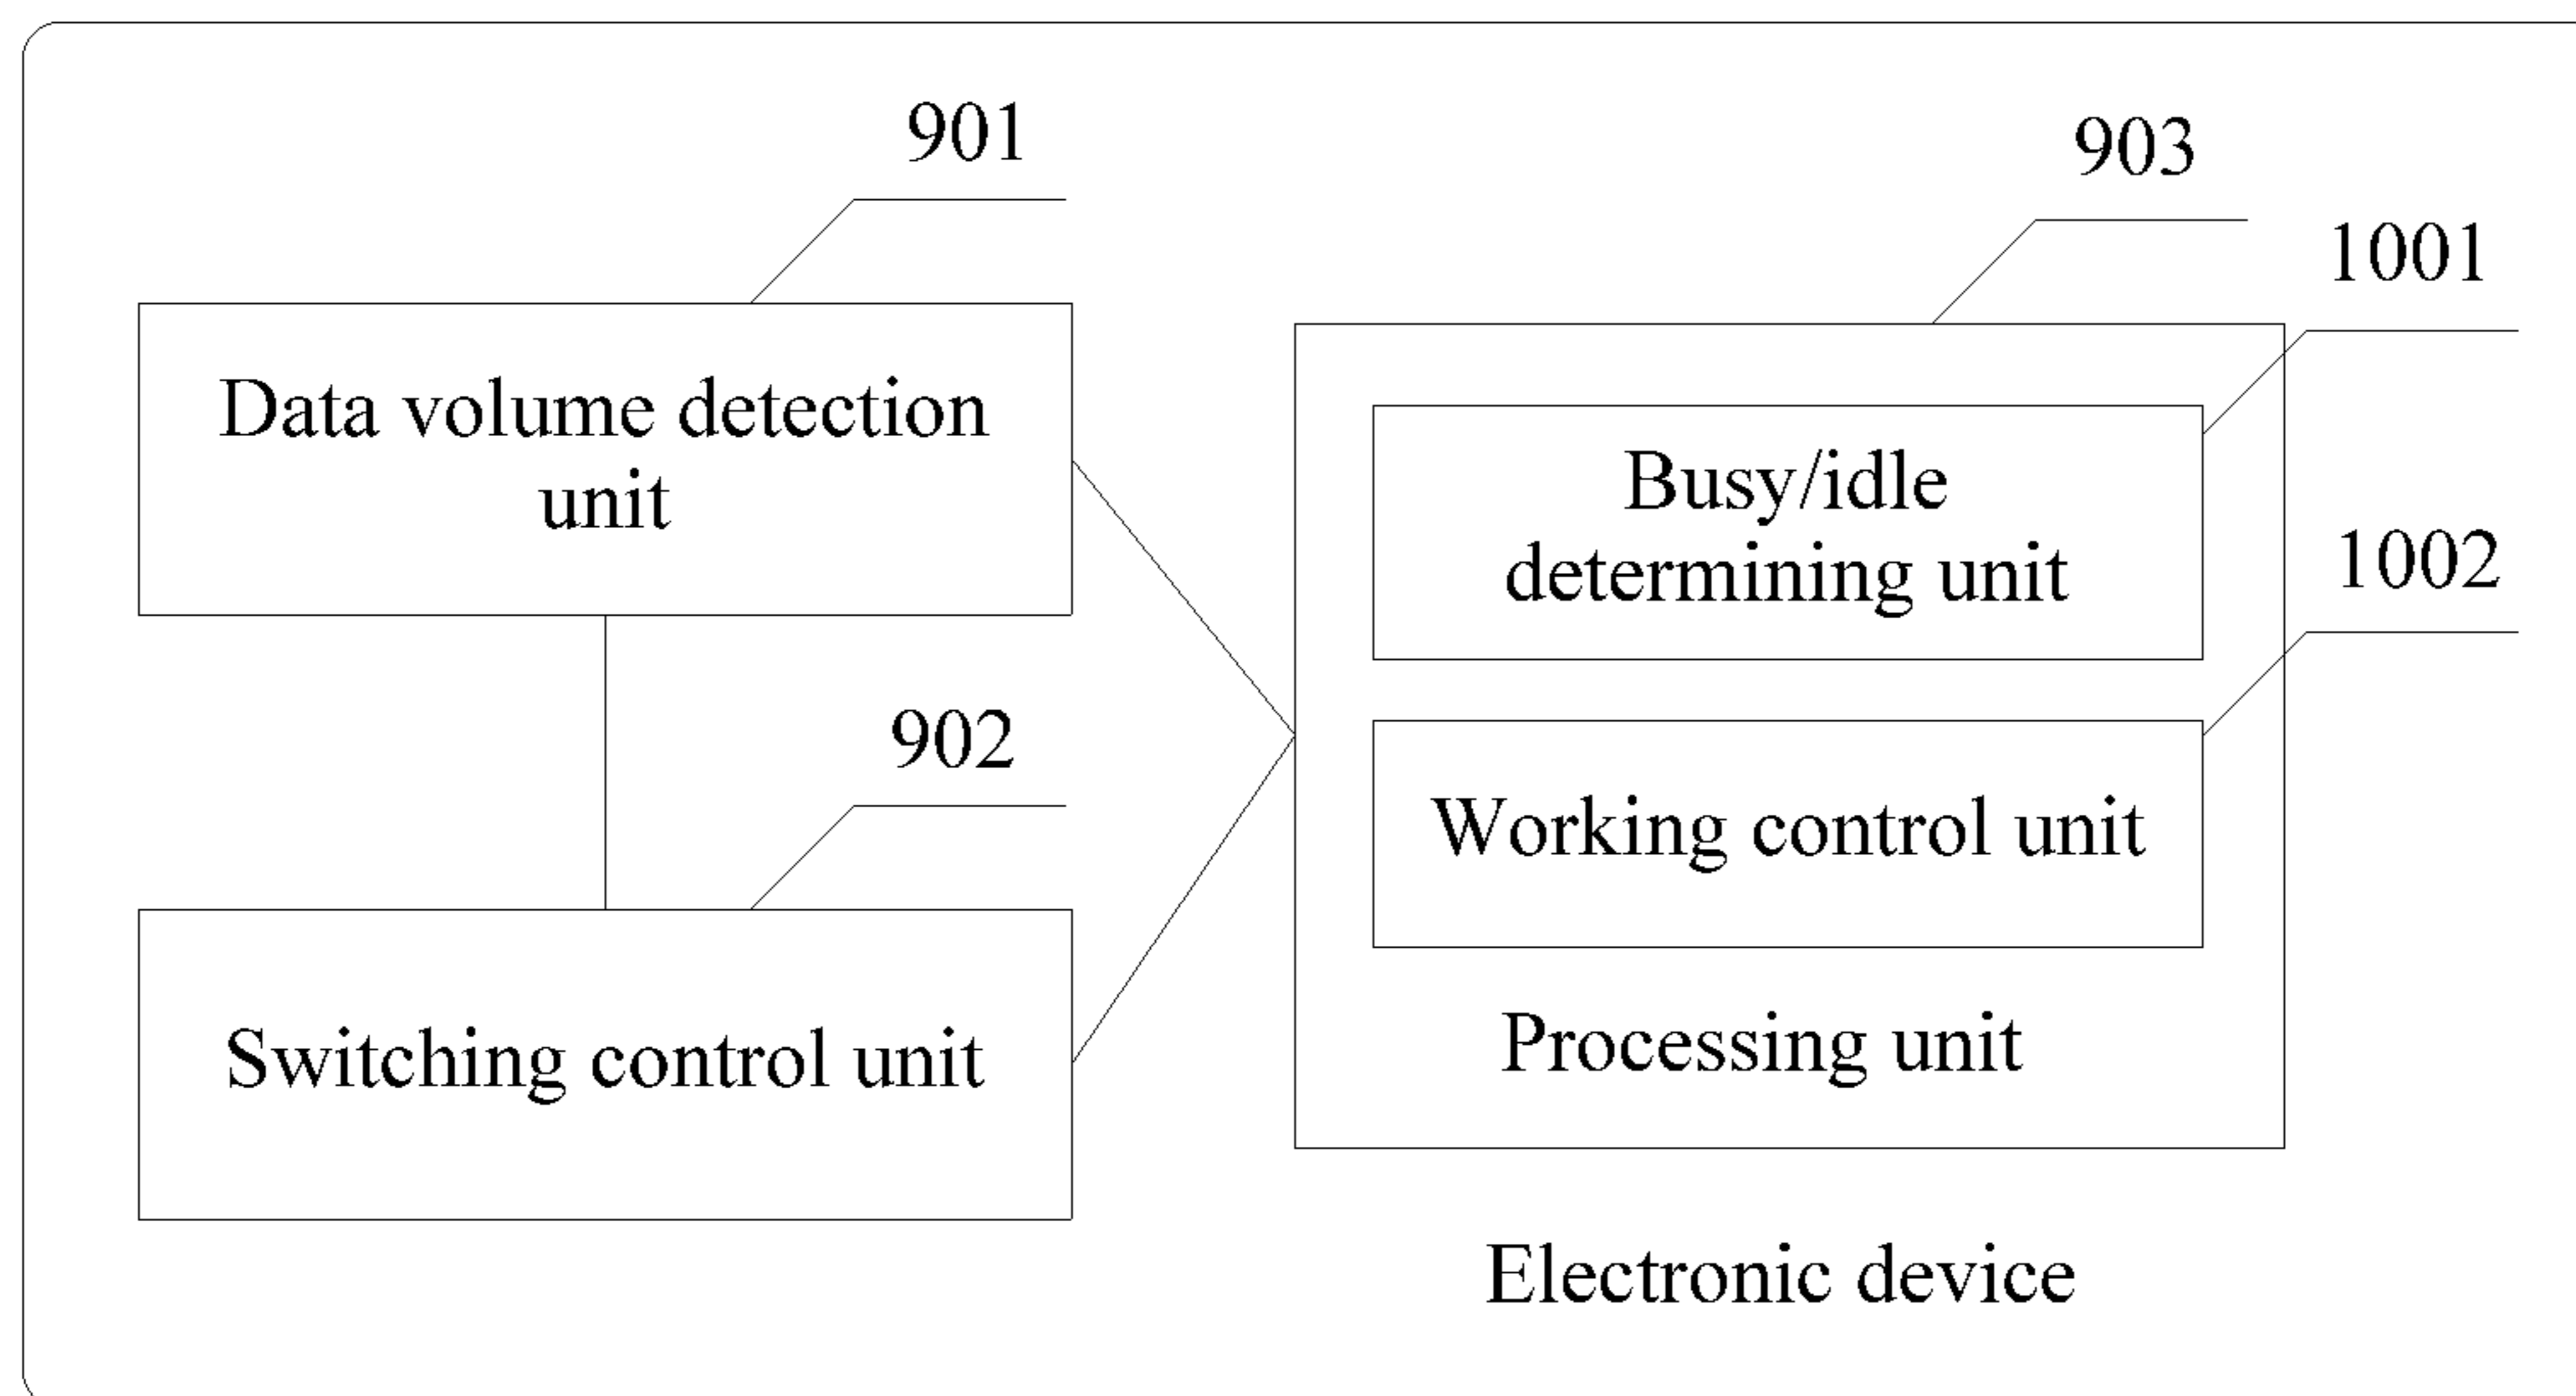 901
903
1001
Data volume detection
unit
Busy/idle
determining unit
1002
902
Working control unit
Switching control unit
Processing unit
Electronic device